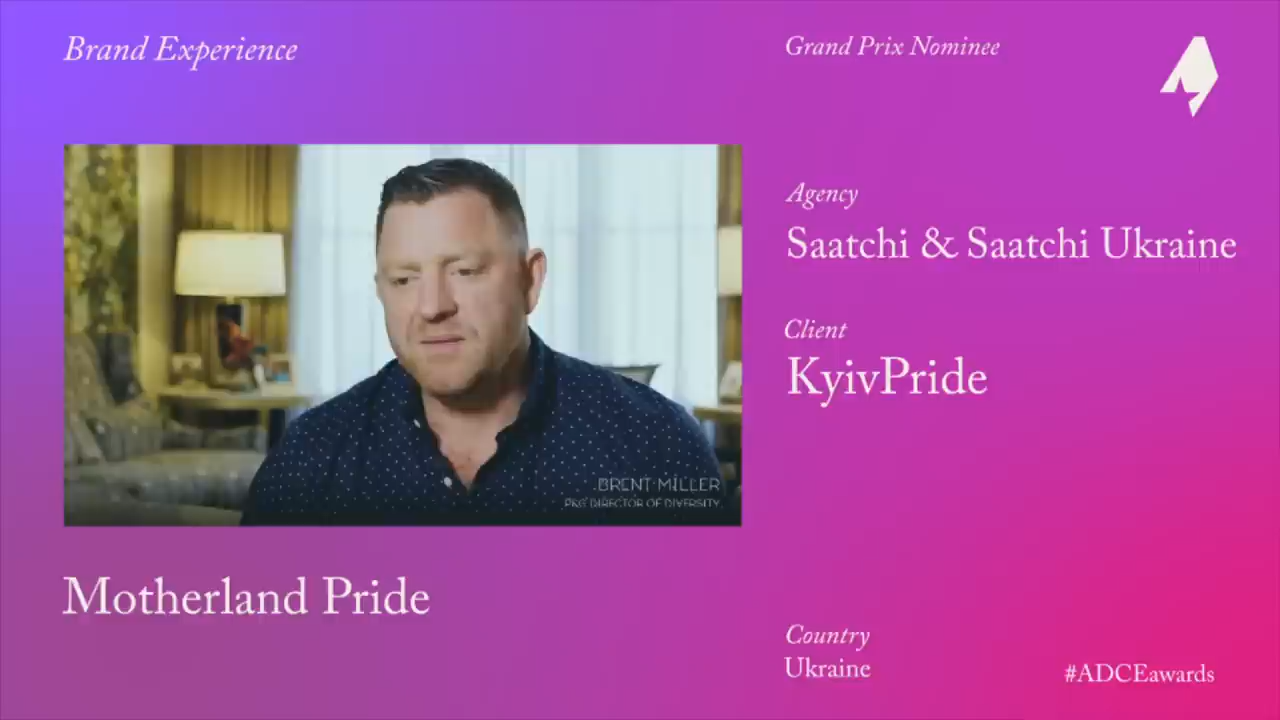 Brand Experience
Grand Prix Nominee
Agency
Saatchi & Saatchi Ukraine
Client
KyivPride
BRENT MILLER
P&G DIRECTOR OF DIVERSITY
Motherland Pride
Country
Ukraine
#ADCEawards